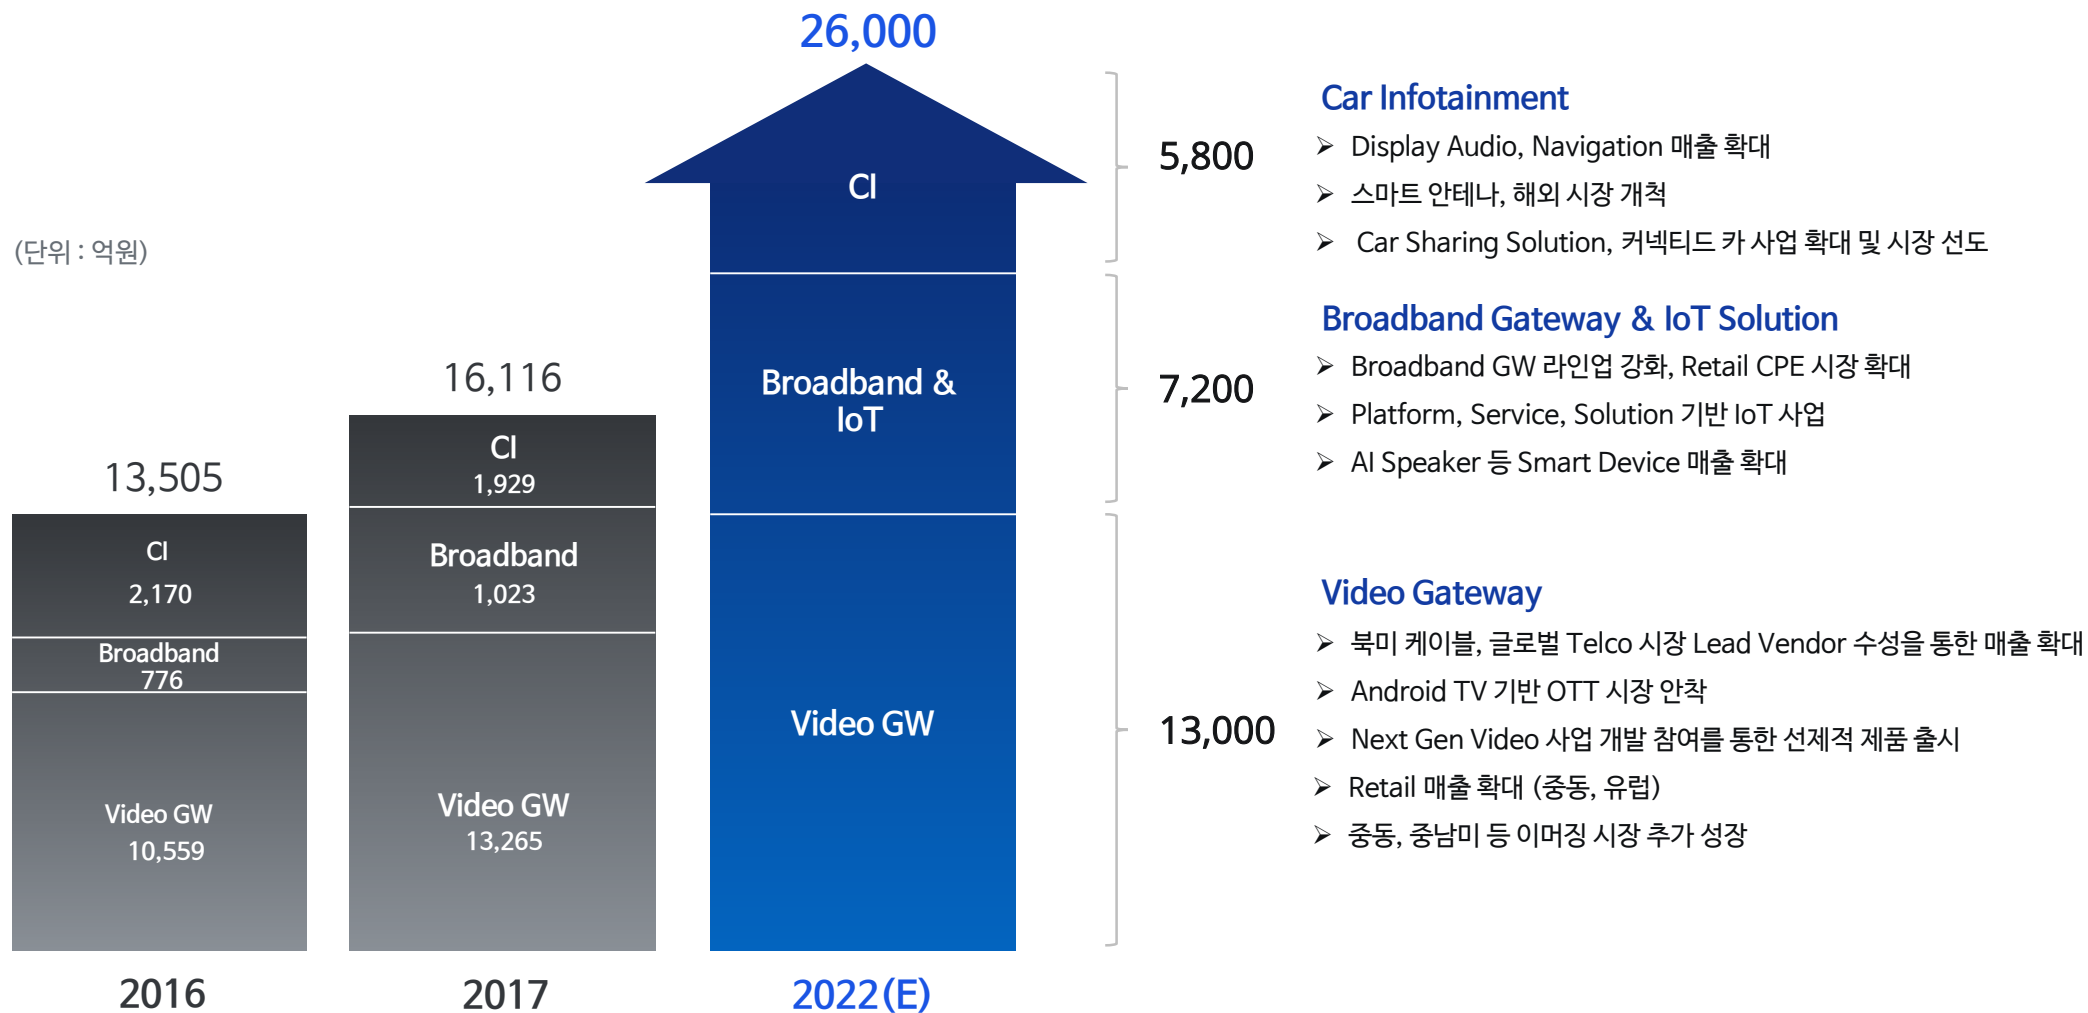 (단위 : 억원)
13,505
CI
2,170
Broadband
776
Video GW
10,559
2016
16,116
CI
1,929
Broadband
1,023
Video GW
13,265
2017
26,000
CI
Broadband &
IoT
Video GW
2022(E)
5,800
Car Infotainment
➢ Display Audio, Navigation 매출 확대
➢ 스마트 안테나, 해외 시장 개척
➢ Car Sharing Solution, 커넥티드 카 사업 확대 및 시장 선도
7,200
Broadband Gateway & IoT Solution
➢ Broadband GW 라인업 강화, Retail CPE 시장 확대
➢ Platform, Service, Solution 기반 IoT 사업
➢ AI Speaker 등 Smart Device 매출 확대
13,000
Video Gateway
➢ 북미 케이블, 글로벌 Telco 시장 Lead Vendor 수성을 통한 매출 확대
➢ Android TV 기반 OTT 시장 안착
➢ Next Gen Video 사업 개발 참여를 통한 선제적 제품 출시
➢ Retail 매출 확대 (중동, 유럽)
➢ 중동, 중남미 등 이머징 시장 추가 성장